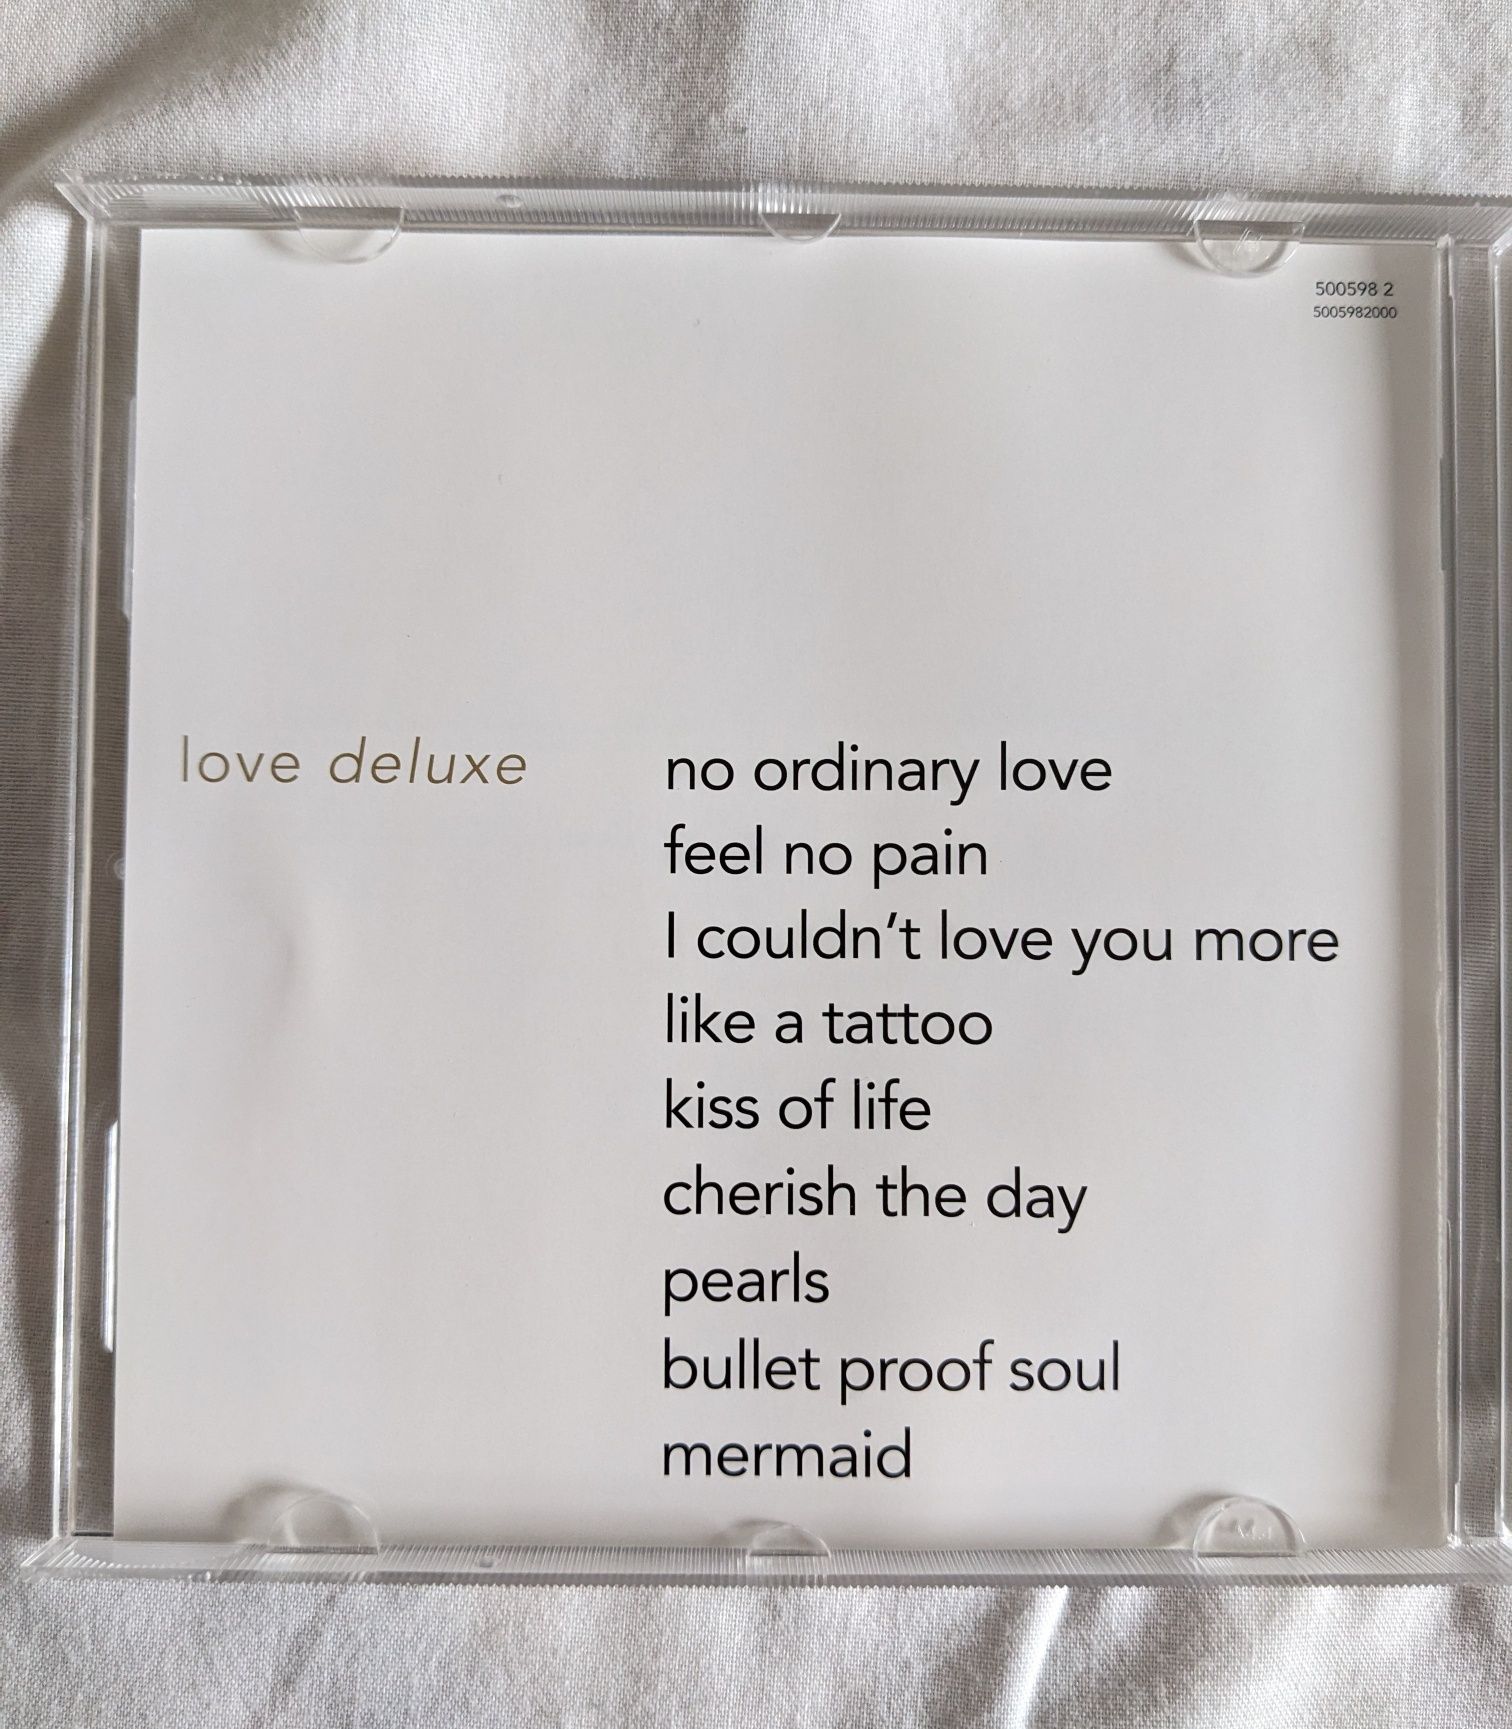 500598 2
5005982000
love deluxe
no ordinary love
feel no pain
I couldn't love you more
like a tattoo
kiss of life
cherish the day
pearls
bullet proof soul
mermaid